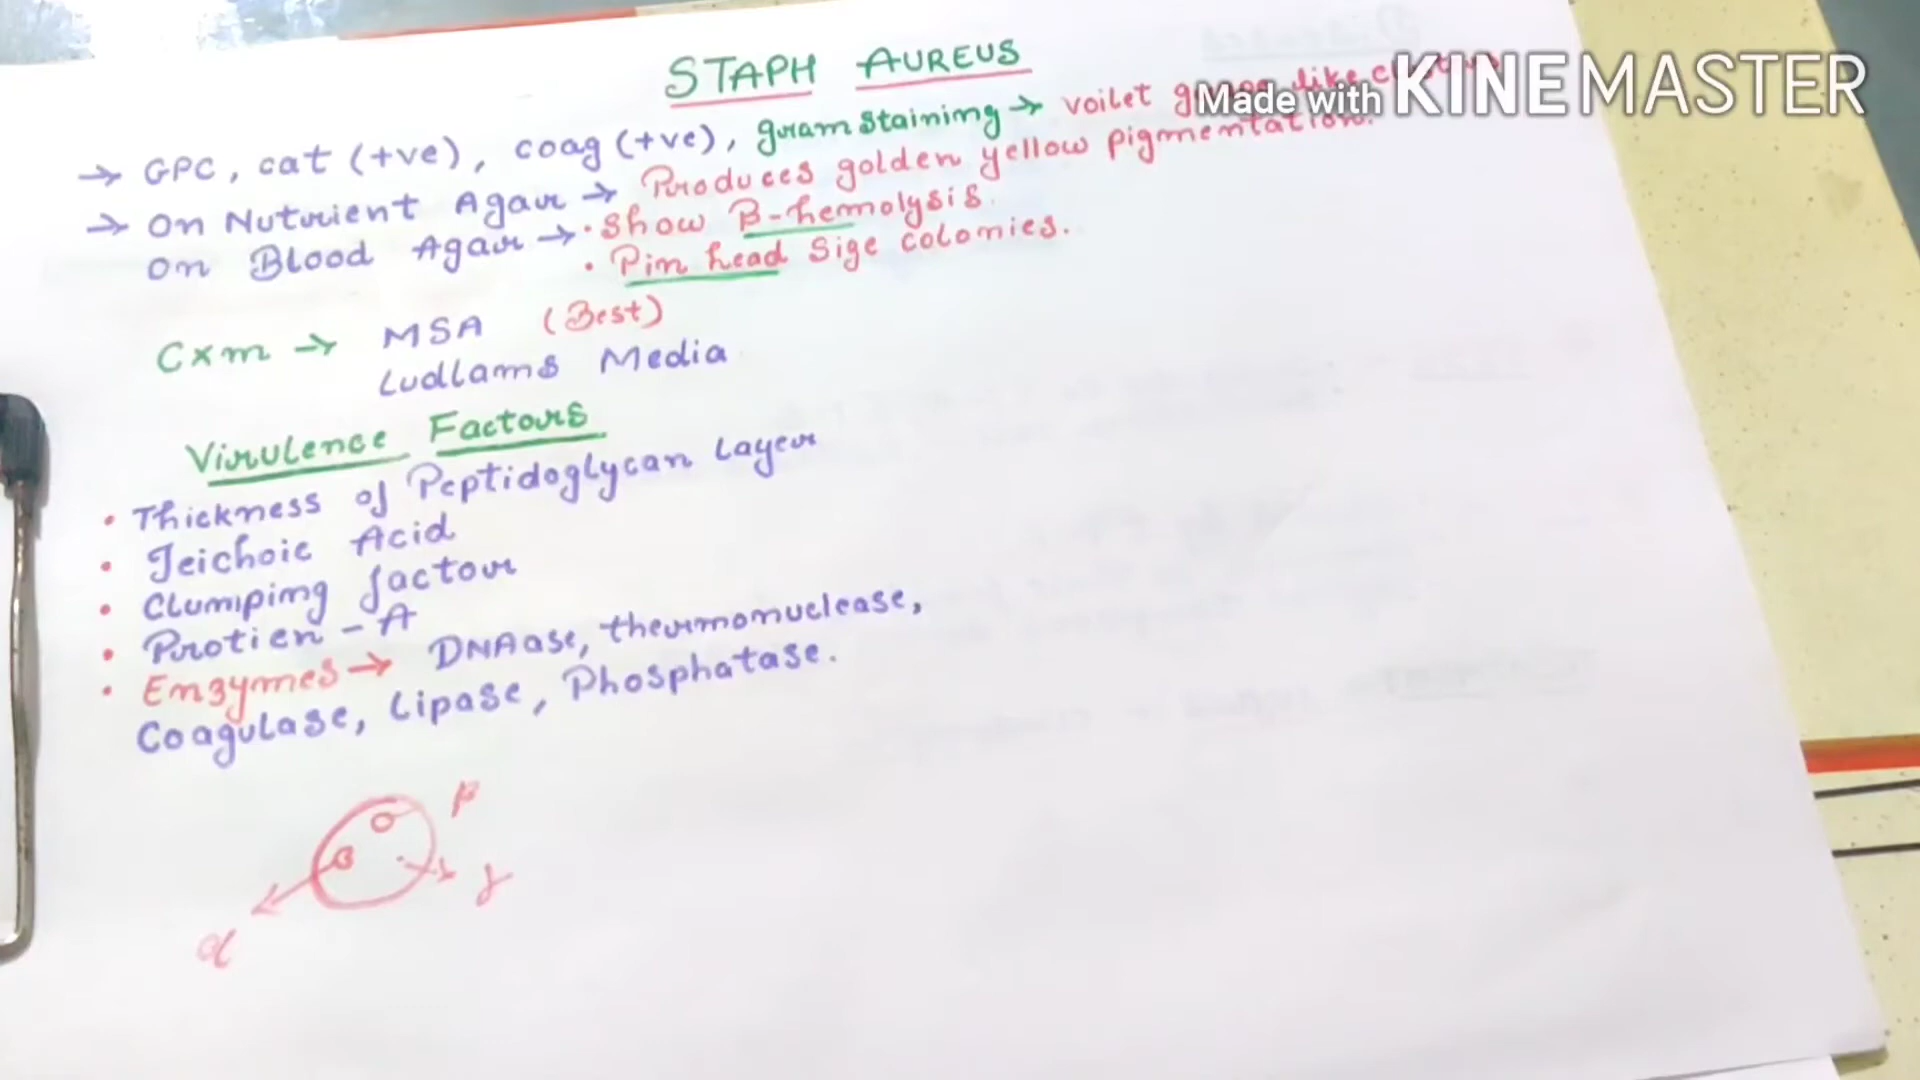 STAPH AUREUS
Made with KINEMASTER
→ GPC, cat (+ve), coag (+ve), gram staining → voilet like
→ On Nutrient Agar → Produces golden yellow pigmentation.
On Blood Agar → • Show B-hemolysis.
• Pin head size colonies.
Cxm → MSA (Best)
Ludlams Media
Virulence Factors
• Thickness of Peptidoglycan Layer
• Teichoic Acid
• Clumping factor
• Protien - A
• Enzymes → DNAase, thermonuclease,
Coagulase, Lipase, Phosphatase.
β
γ
α